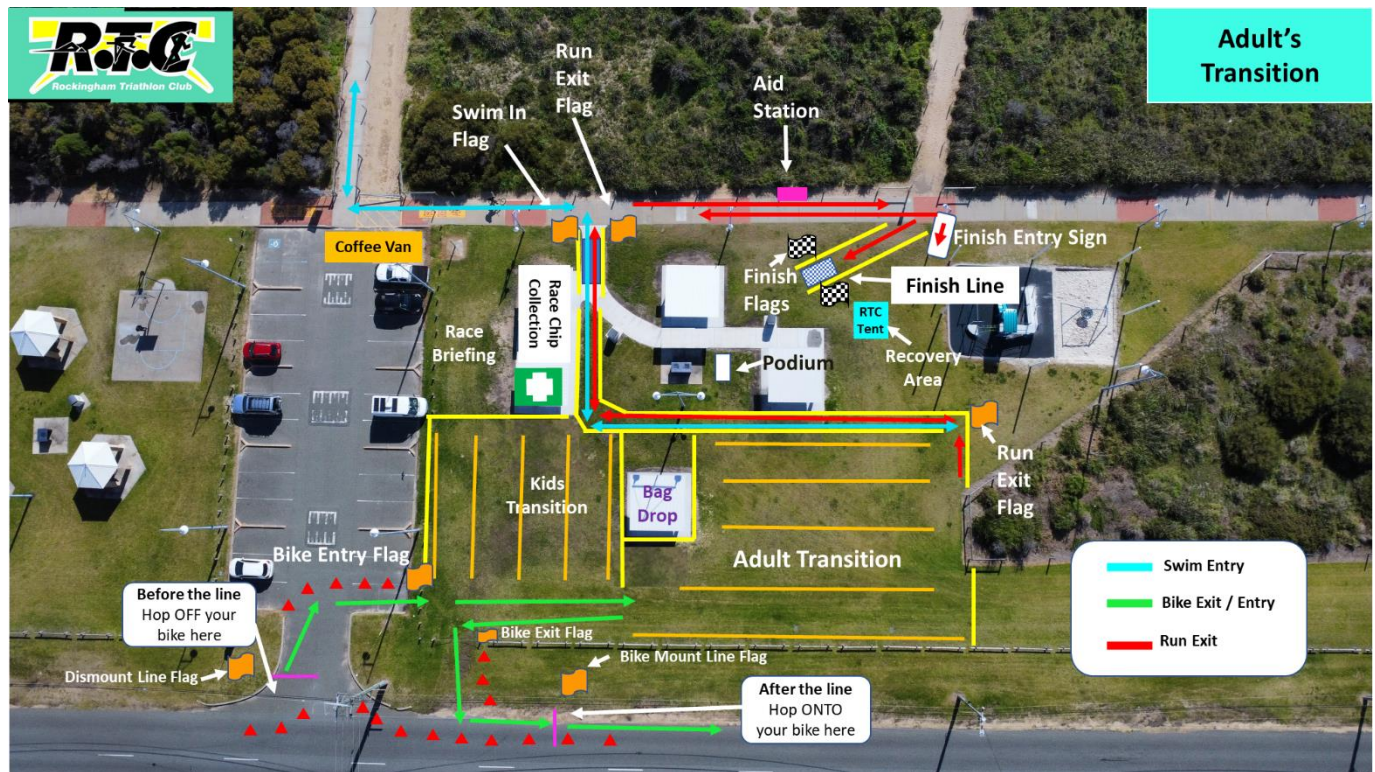 R.T.C
Rockingham Triathlon Club
Adult's
Transition
Run
Exit
Flag
Swim In
Flag
Aid
Station
Coffee Van
Finish Entry Sign
Finish
Flags
Finish Line
Race Chip
Collection
Race
Briefing
RTC
Tent
Recovery
Area
Podium
Run
Exit
Flag
Kids
Transition
Bag
Drop
Adult Transition
Bike Entry Flag
Before the line
Hop OFF your
bike here
Dismount Line Flag
Bike Exit Flag
Bike Mount Line Flag
After the line
Hop ONTO
your bike here
Swim Entry
Bike Exit / Entry
Run Exit